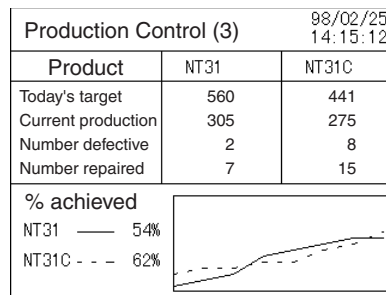 Production Control (3) 98/02/25
14:15:12
Product NT31 NT31C
Today's target 560 441
Current production 305 275
Number defective 2 8
Number repaired 7 15
% achieved
NT31 54%
NT31C 62%